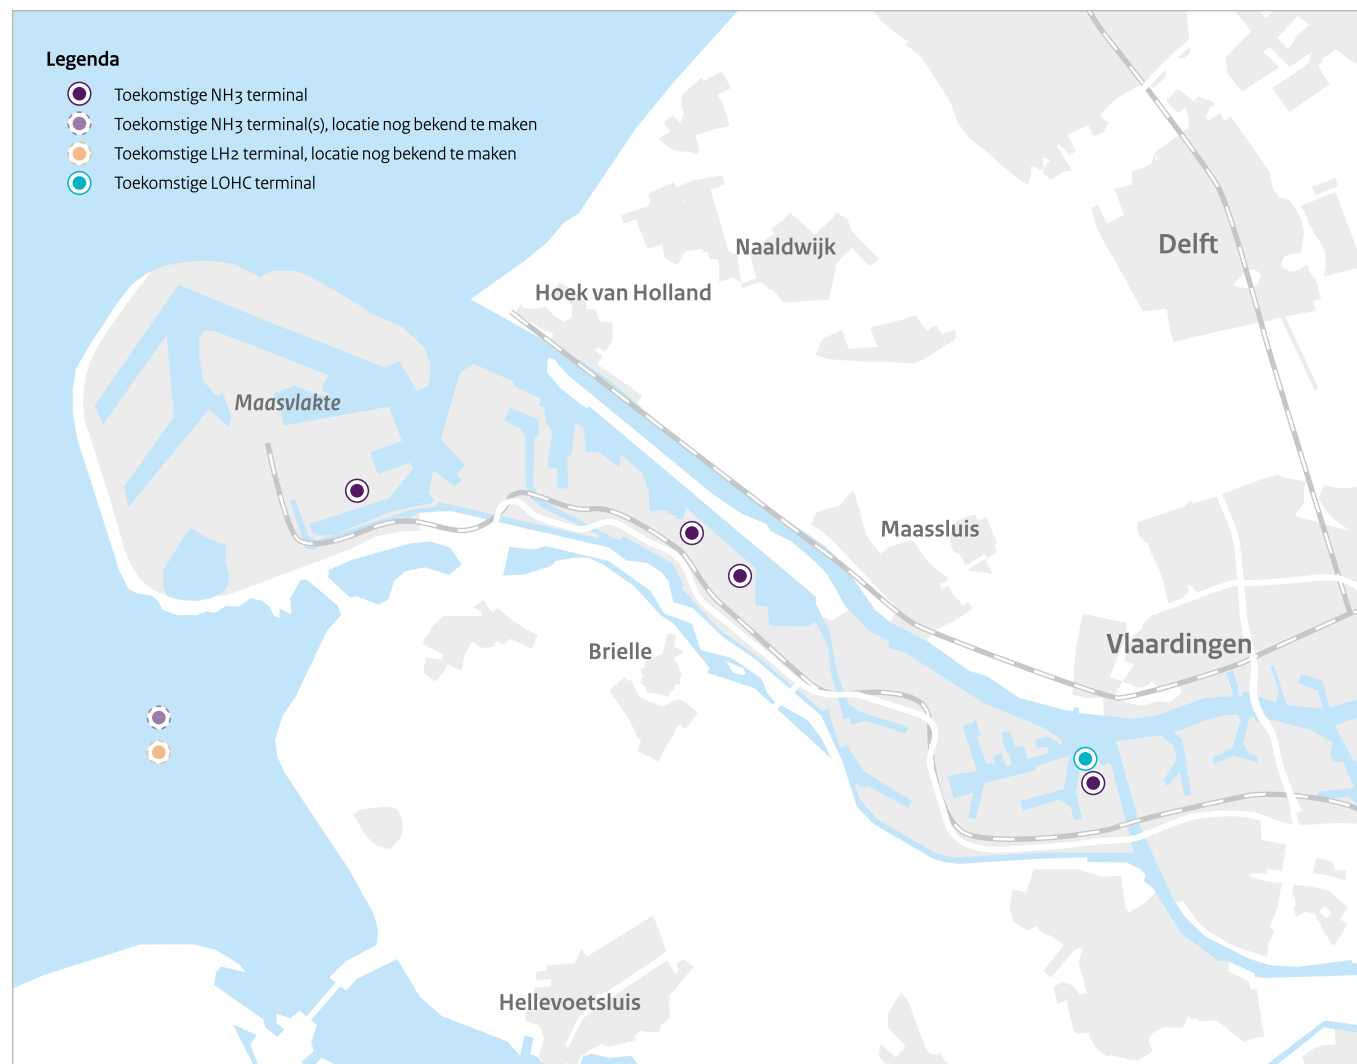 Legenda
Toekomstige NH3 terminal
Toekomstige NH3 terminal(s), locatie nog bekend te maken
Toekomstige LH2 terminal, locatie nog bekend te maken
Toekomstige LOHC terminal
Naaldwijk
Delft
Hoek van Holland
Maasvlakte
Maassluis
Brielle
Vlaardingen
Hellevoetsluis